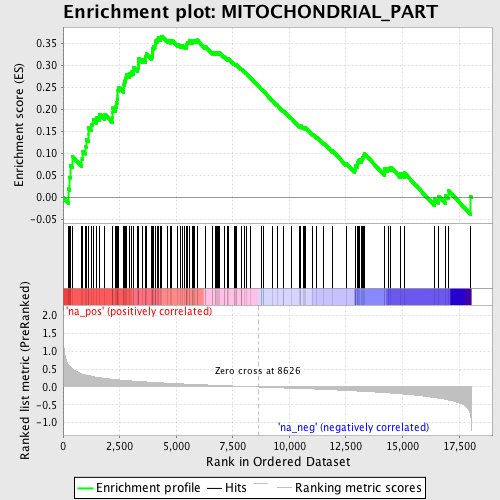 Enrichment plot: MITOCHONDRIAL_PART
Enrichment score (ES)
0.35
0.30
0.25
0.20
0.15
0.10
0.05
0.00
-0.05
'na_pos' (positively correlated)
Ranked list metric (PreRanked)
2.0
1.5
1.0
0.5
0.0
-0.5
-1.0
Zero cross at 8626
'na_neg' (negatively correlated)
0
2,500
5,000
7,500
10,000
12,500
15,000
17,500
Rank in Ordered Dataset
Enrichment profile
Hits
Ranking metric scores